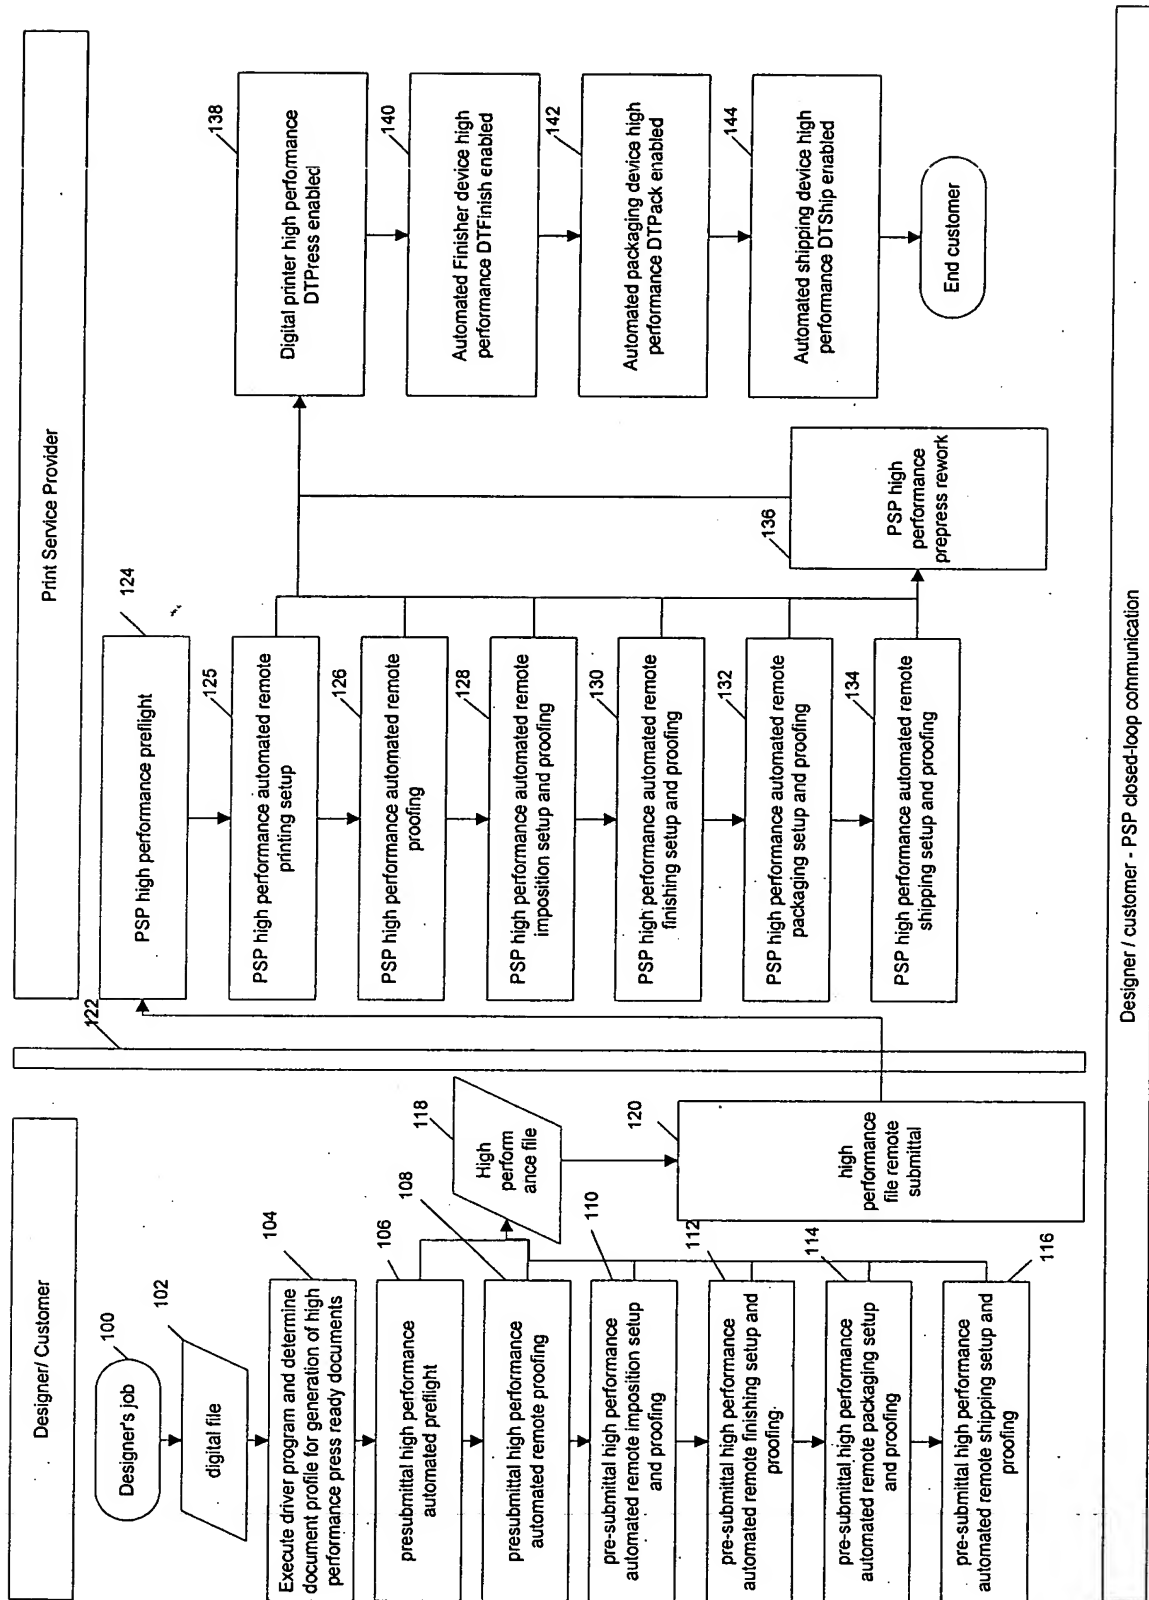 Designer/ Customer
Designer's job
100
digital file
102
Execute driver program and determine
document profile for generation of high
performance press ready documents
104
presubmittal high performance
automated preflight
106
presubmittal high performance
automated remote proofing
108
pre-submittal high performance
automated remote imposition setup
and proofing
110
pre-submittal high performance
automated remote finishing setup and
proofing.
112
pre-submittal high performance
automated remote packaging setup
and proofing
114
pre-submittal high performance
automated remote shipping setup and
proofing
116
High
perform
ance file
118
high
performance
file remote
submittal
120
122
Print Service Provider
PSP high performance preflight
124
PSP high performance automated remote
printing setup
125
PSP high performance automated remote
proofing
126
PSP high performance automated remote
imposition setup and proofing
128
PSP high performance automated remote
finishing setup and proofing
130
PSP high performance automated remote
packaging setup and proofing
132
PSP high performance automated remote
shipping setup and proofing
134
PSP high
performance
prepress rework
136
Digital printer high performance
DTPress enabled
138
Automated Finisher device high
performance DTFinish enabled
140
Automated packaging device high
performance DTPack enabled
142
Automated shipping device high
performance DTShip enabled
144
End customer
Designer / customer - PSP closed-loop communication